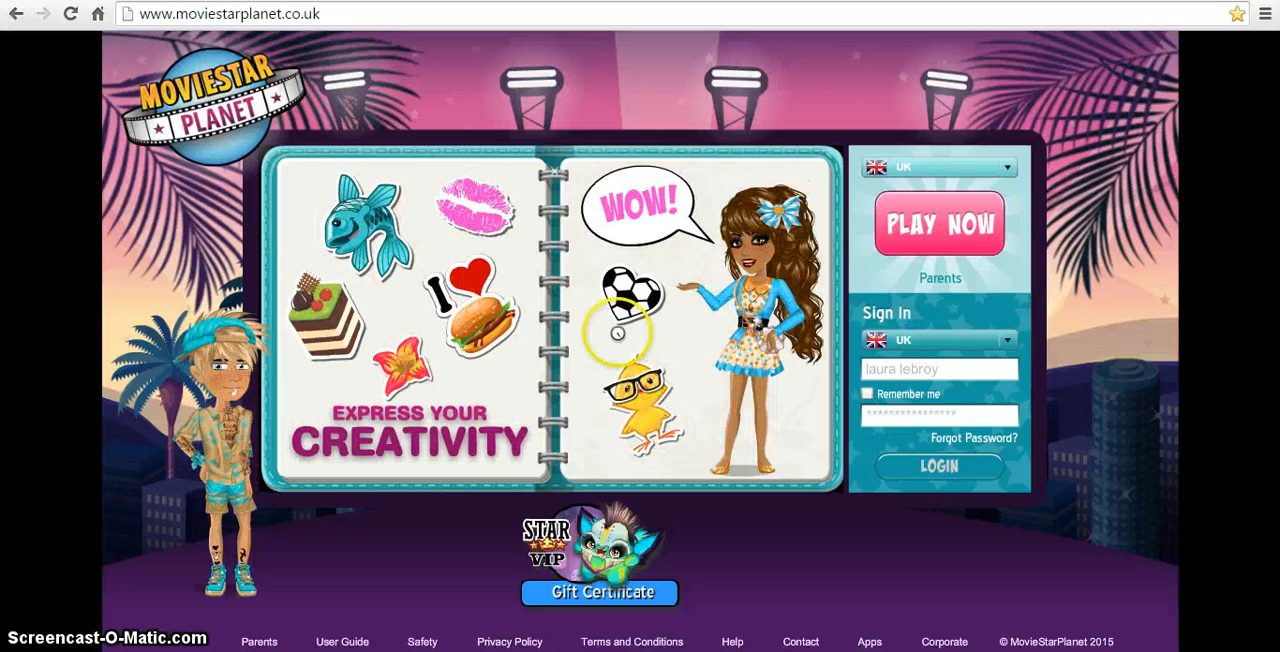 www.moviestarplanet.co.uk
MOVIESTAR
PLANET
WOW!
I
EXPRESS YOUR
CREATIVITY
UK
PLAY NOW
Parents
Sign In
UK
laura lebroy
Remember me
****************
Forgot Password?
LOGIN
STAR
VIP
Gift Certificate
Screencast-O-Matic.com
Parents User Guide Safety Privacy Policy Terms and Conditions Help Contact Apps Corporate © MovieStarPlanet 2015